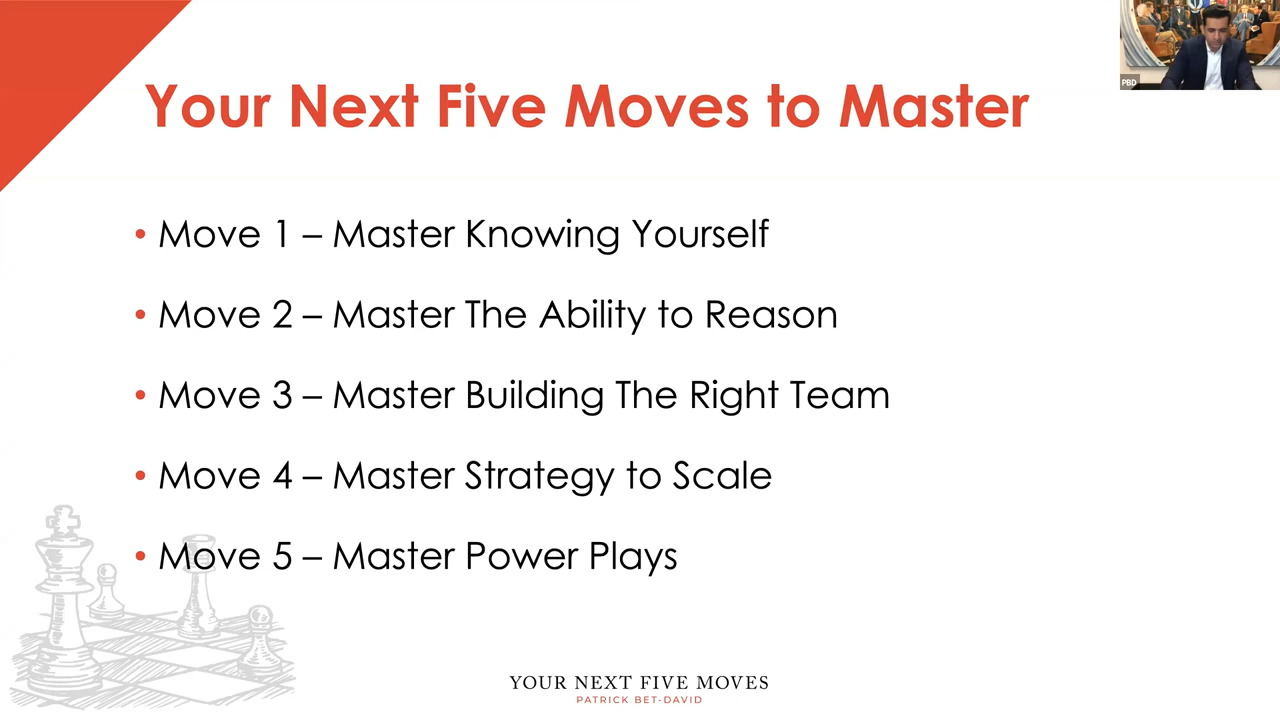 PBD
Your Next Five Moves to Master
• Move 1 – Master Knowing Yourself
• Move 2 – Master The Ability to Reason
• Move 3 – Master Building The Right Team
• Move 4 – Master Strategy to Scale
• Move 5 – Master Power Plays
YOUR NEXT FIVE MOVES
PATRICK BET-DAVID